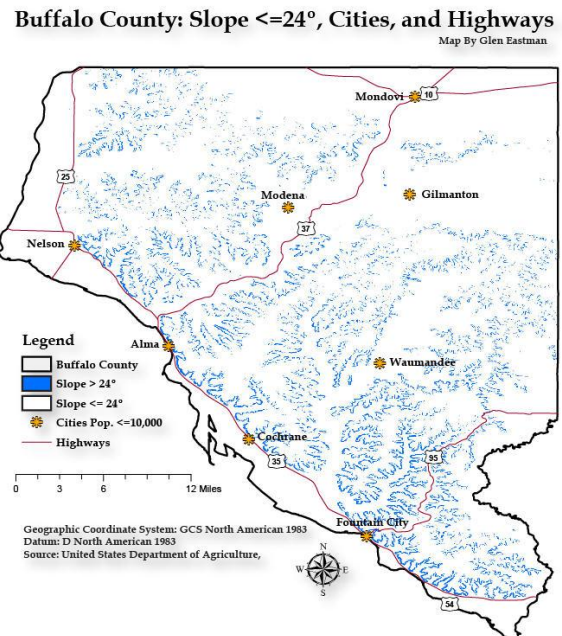 Buffalo County: Slope <=24º, Cities, and Highways
Map By Glen Eastman
Mondovi
10
25
Modena
Gilmanton
37
Nelson
Alma
Legend
Buffalo County
Slope > 24º
Slope <= 24º
Cities Pop. <=10,000
Highways
Waumandee
Cochrane
35
95
0 3 6 12 Miles
Fountain City
Geographic Coordinate System: GCS North American 1983
Datum: D North American 1983
Source: United States Department of Agriculture,
N
W E
S
54